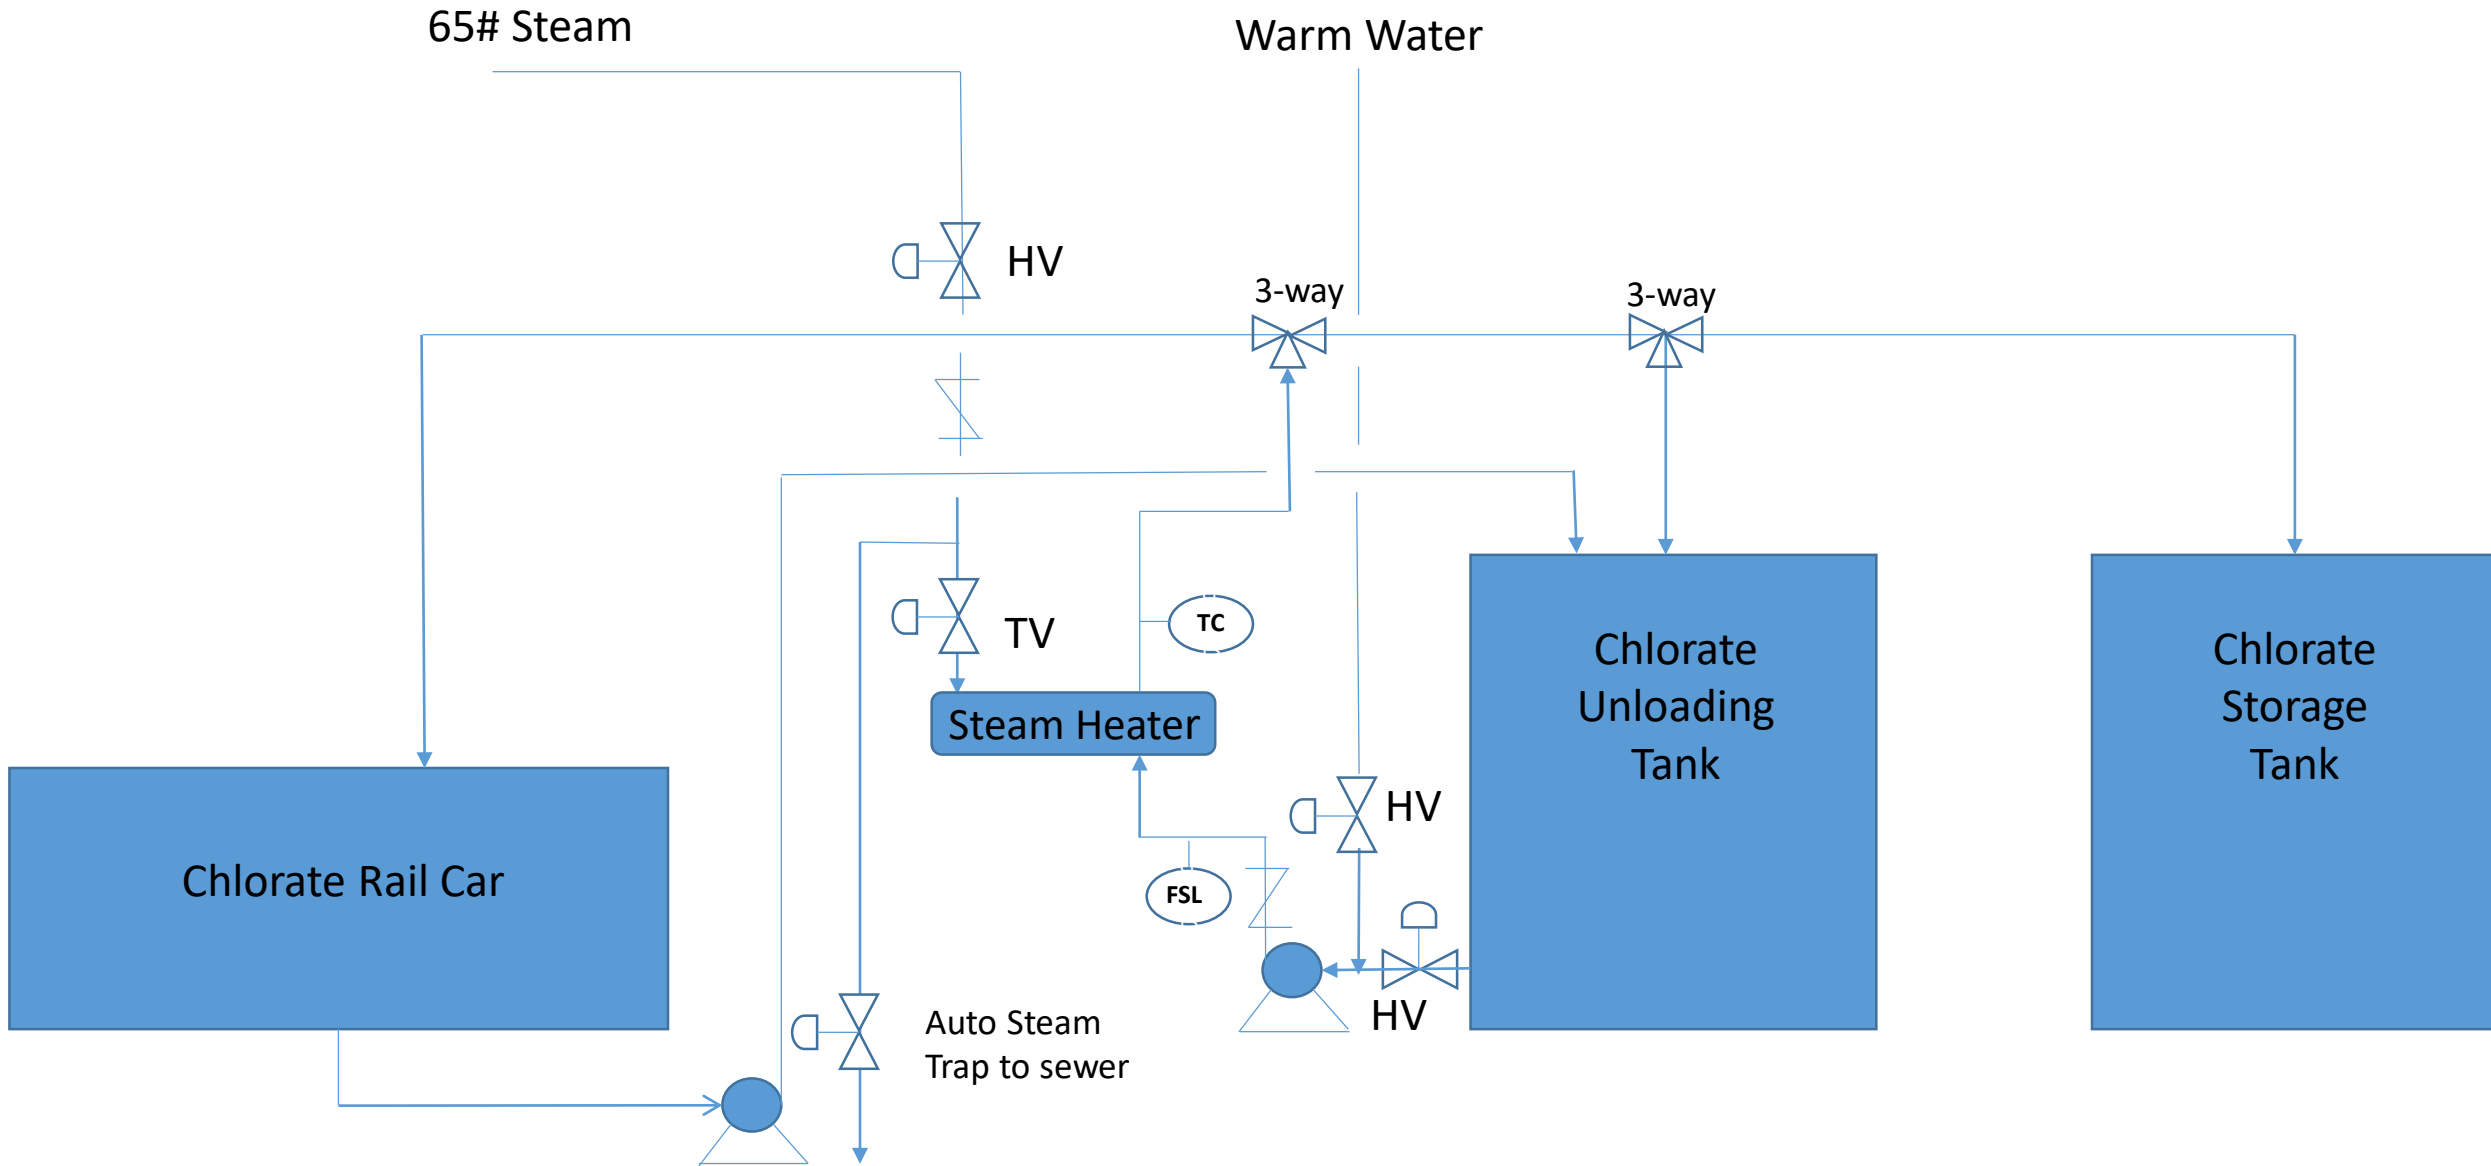 65# Steam
Warm Water
HV
3-way
3-way
TV
TC
Steam Heater
Chlorate
Unloading
Tank
Chlorate
Storage
Tank
HV
Chlorate Rail Car
FSL
HV
Auto Steam
Trap to sewer